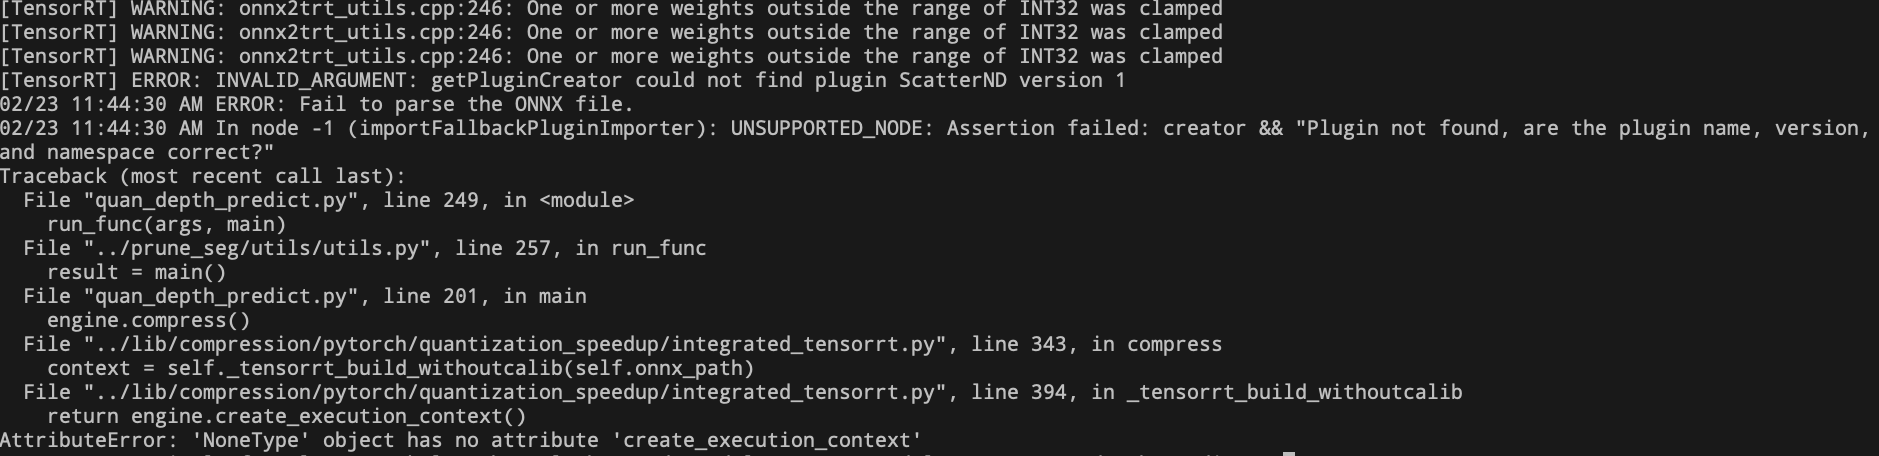 [TensorRT] WARNING: onnx2trt_utils.cpp:246: One or more weights outside the range of INT32 was clamped
[TensorRT] WARNING: onnx2trt_utils.cpp:246: One or more weights outside the range of INT32 was clamped
[TensorRT] WARNING: onnx2trt_utils.cpp:246: One or more weights outside the range of INT32 was clamped
[TensorRT] ERROR: INVALID_ARGUMENT: getPluginCreator could not find plugin ScatterND version 1
02/23 11:44:30 AM ERROR: Fail to parse the ONNX file.
02/23 11:44:30 AM In node -1 (importFallbackPluginImporter): UNSUPPORTED_NODE: Assertion failed: creator && "Plugin not found, are the plugin name, version,
and namespace correct?"
Traceback (most recent call last):
  File "quan_depth_predict.py", line 249, in <module>
    run_func(args, main)
  File "../prune_seg/utils/utils.py", line 257, in run_func
    result = main()
  File "quan_depth_predict.py", line 201, in main
    engine.compress()
  File "../lib/compression/pytorch/quantization_speedup/integrated_tensorrt.py", line 343, in compress
    context = self._tensorrt_build_withoutcalib(self.onnx_path)
  File "../lib/compression/pytorch/quantization_speedup/integrated_tensorrt.py", line 394, in _tensorrt_build_withoutcalib
    return engine.create_execution_context()
AttributeError: 'NoneType' object has no attribute 'create_execution_context'